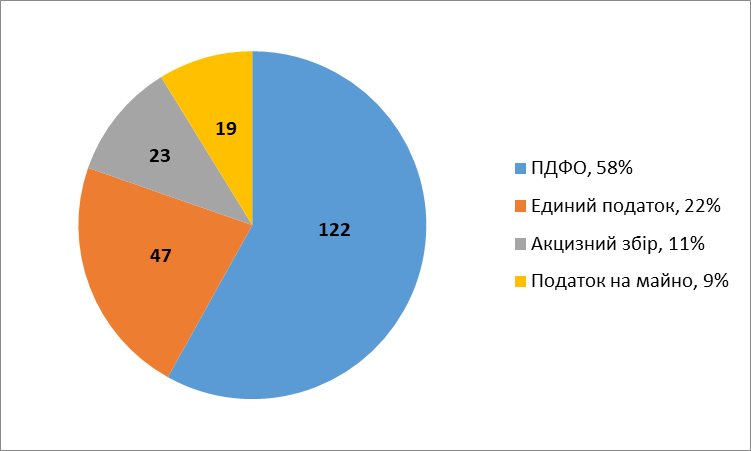 19
23
122
47
ПДФО, 58%
Единий податок, 22%
Акцизний збір, 11%
Податок на майно, 9%